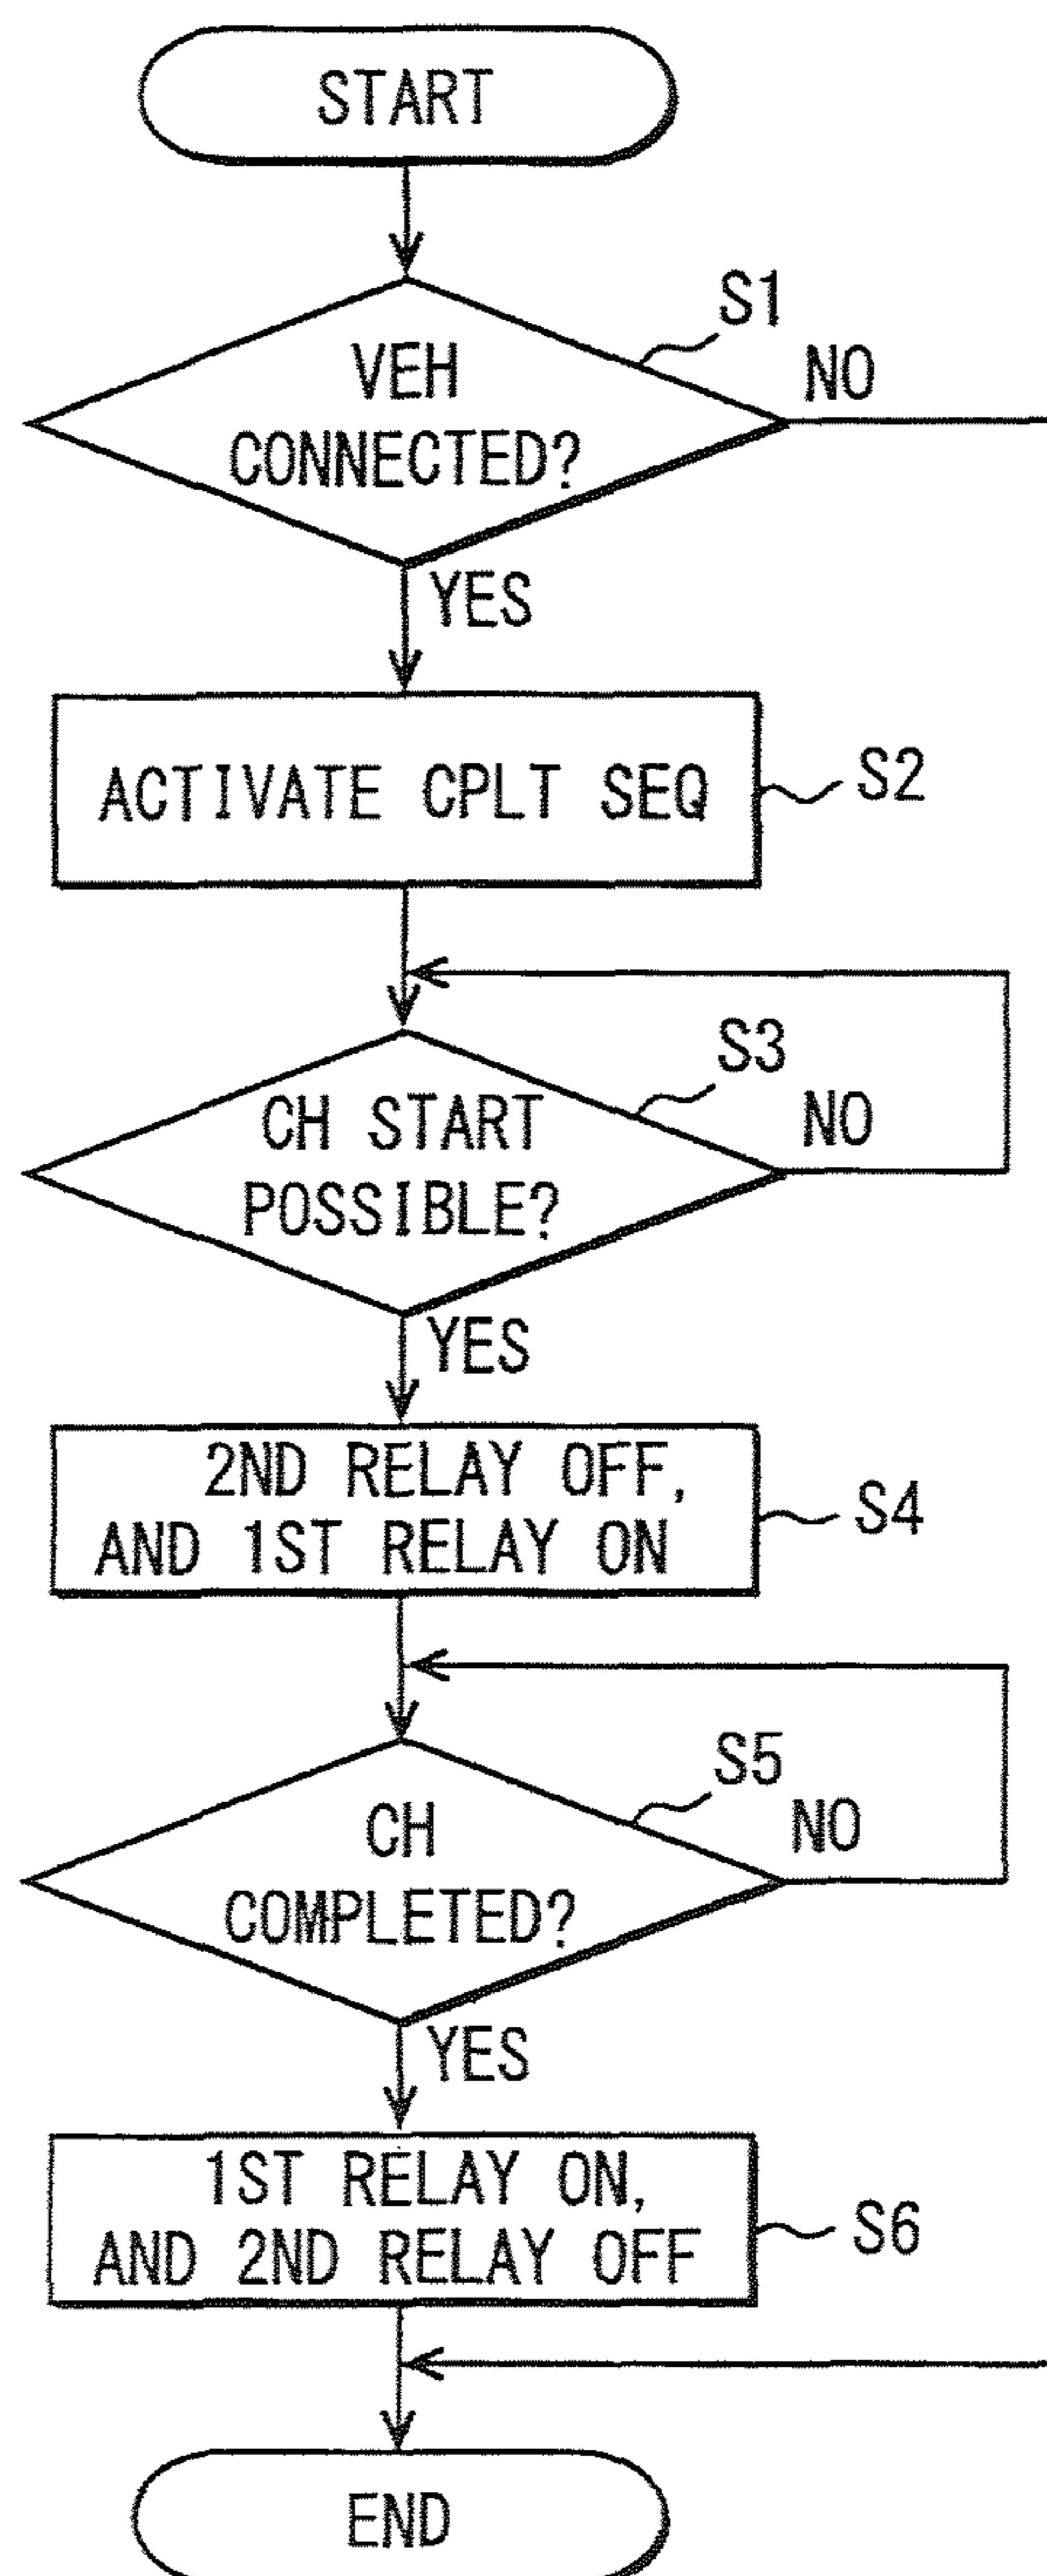 START
S1
VEH
NO
CONNECTED?
YES
ACTIVATE CPLT SEQ
S2
S3
CH START
NO
POSSIBLE?
YES
2ND RELAY OFF,
AND 1ST RELAY ON
S4
S5
CH
NO
COMPLETED?
YES
1ST RELAY ON,
AND 2ND RELAY OFF
S6
END